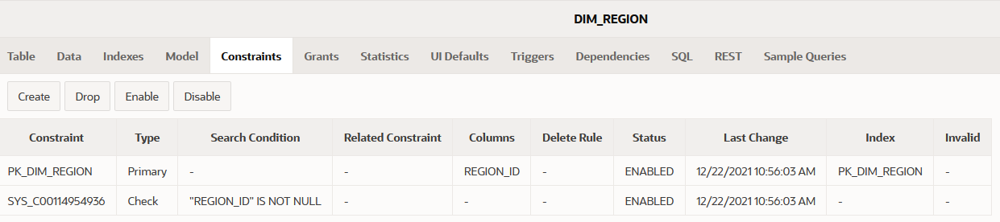 DIM_REGION
Table Data Indexes Model Constraints Grants Statistics UI Defaults Triggers Dependencies SQL REST Sample Queries
Create Drop Enable Disable
Constraint Type Search Condition Related Constraint Columns Delete Rule Status Last Change Index Invalid
PK_DIM_REGION Primary - - REGION_ID - ENABLED 12/22/2021 10:56:03 AM PK_DIM_REGION -
SYS_C00114954936 Check "REGION_ID" IS NOT NULL - - - ENABLED 12/22/2021 10:56:03 AM - -